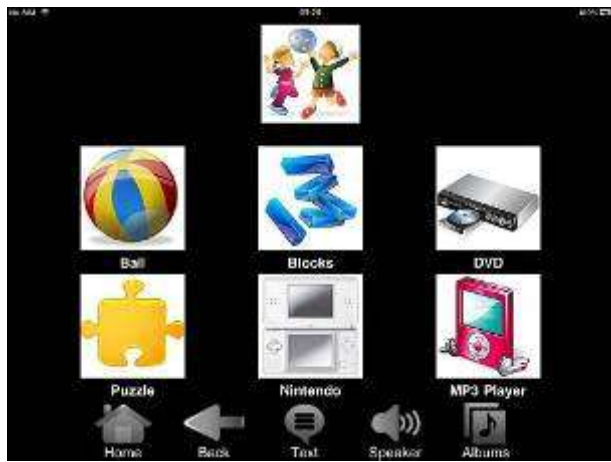 Ball Blocks DVD
Puzzle Nintendo MP3 Player
Home Back Text Speaker Albums